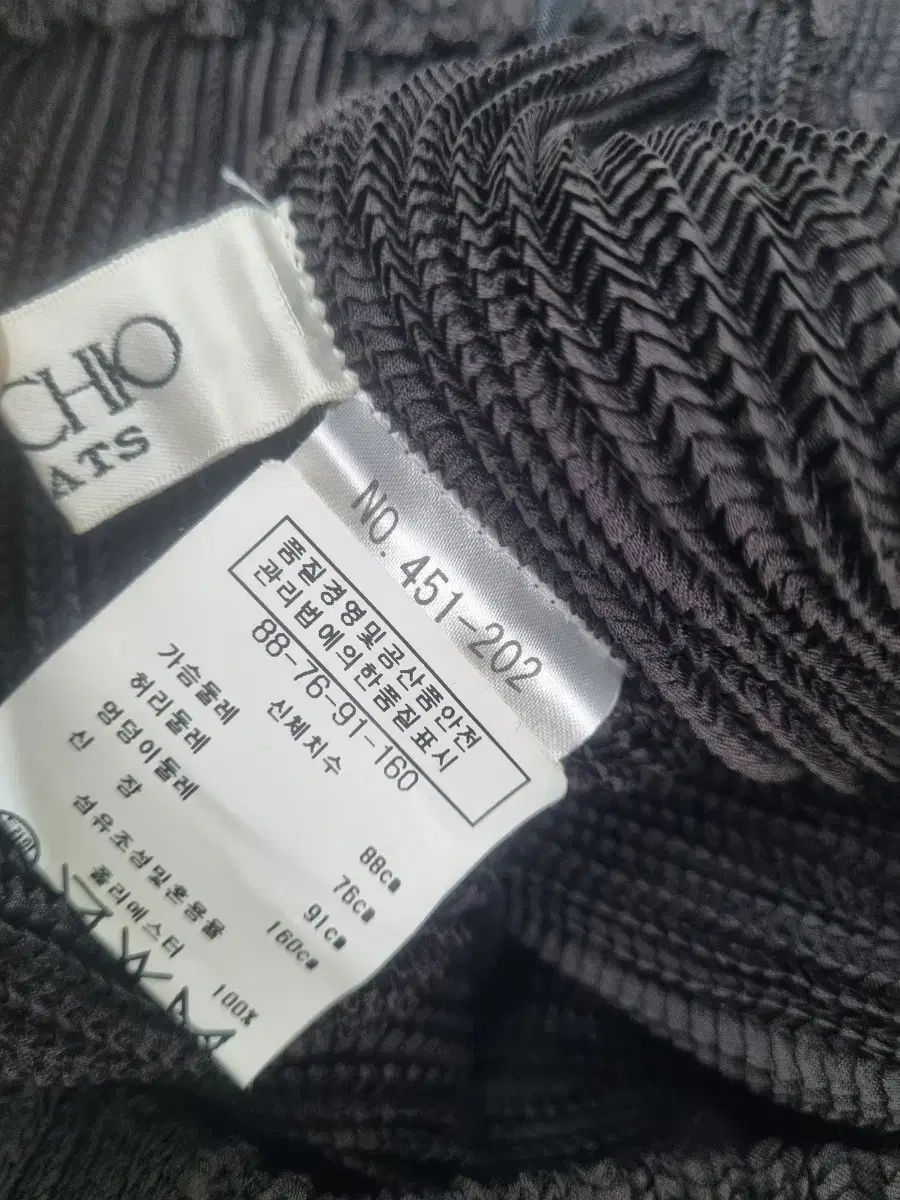 CHIO
ATS
NO. 451-202
품질경영및공산품안전
관리법에의한품질표시
88-76-91-160
신체치수
가슴둘레 88cm
허리둘레 76cm
엉덩이둘레 91cm
신 장 160cm
섬유조성및혼용율
폴리에스터 100%